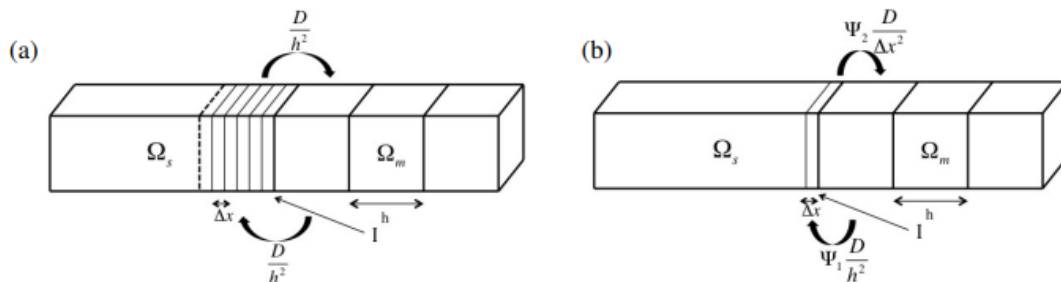 (a)
D/h²
Ωₛ
Ωₘ
Δx
h
I
D/h²
(b)
Ψ₂ D/Δx²
Ωₛ
Ωₘ
Δx
h
I
Ψ₁ D/h²